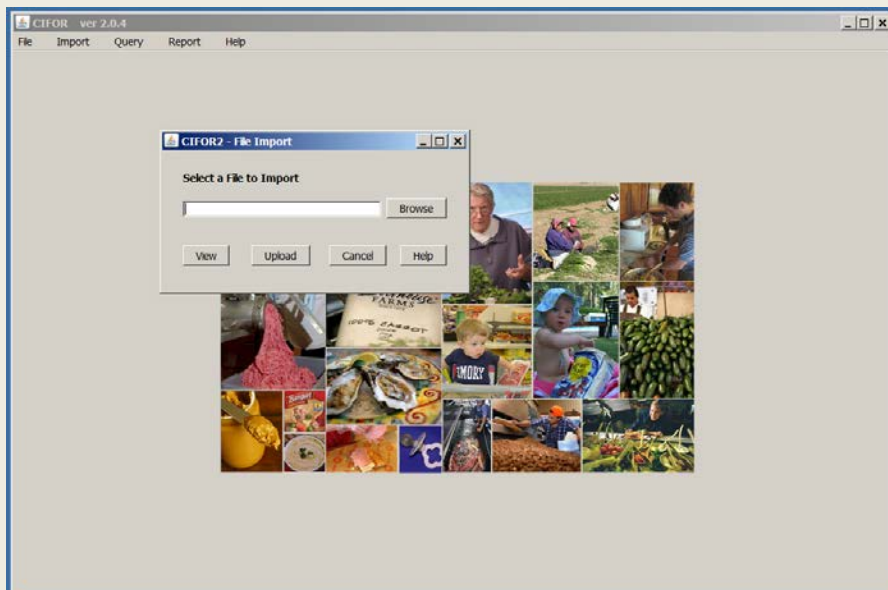 CIFOR ver 2.0.4
File Import Query Report Help
CIFOR2 - File Import
Select a File to Import
Browse
View Upload Cancel Help
FARMS
100% CARROT
EMORY
Banquet